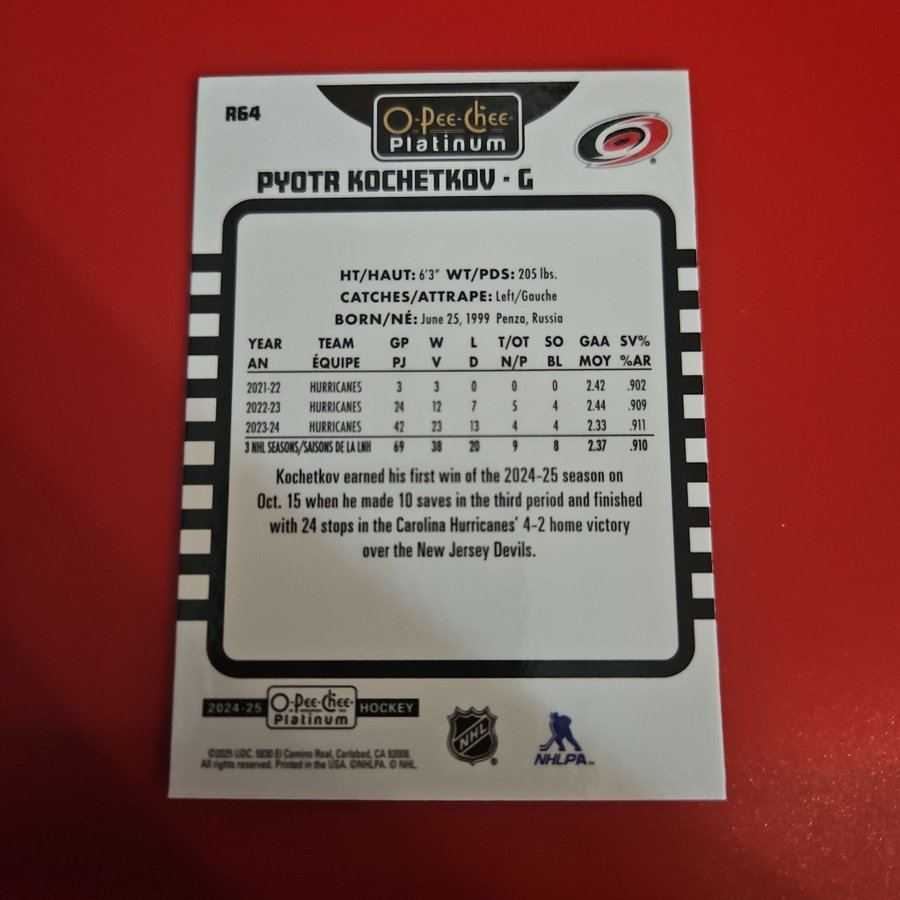 R64
O-Pee-Chee
Platinum
PYOTR KOCHETKOV - G
HT/HAUT: 6'3" WT/PDS: 205 lbs.
CATCHES/ATTRAPE: Left/Gauche
BORN/NÉ: June 25, 1999 Penza, Russia
YEAR TEAM GP W L T/OT SO GAA SV%
AN ÉQUIPE PJ V D N/P BL MOY %AR
2021-22 HURRICANES 3 3 0 0 0 2.42 .902
2022-23 HURRICANES 24 12 7 5 4 2.44 .909
2023-24 HURRICANES 42 23 13 4 4 2.33 .911
3 NHL SEASONS/SAISONS DE LA LNH 69 38 20 9 8 2.37 .910
Kochetkov earned his first win of the 2024-25 season on
Oct. 15 when he made 10 saves in the third period and finished
with 24 stops in the Carolina Hurricanes' 4-2 home victory
over the New Jersey Devils.
2024-25 O-Pee-Chee Platinum HOCKEY
NHL
NHLPA
©2025 UDC. 5830 El Camino Real, Carlsbad, CA 92008.
All rights reserved. Printed in the USA. ©NHLPA. © NHL.